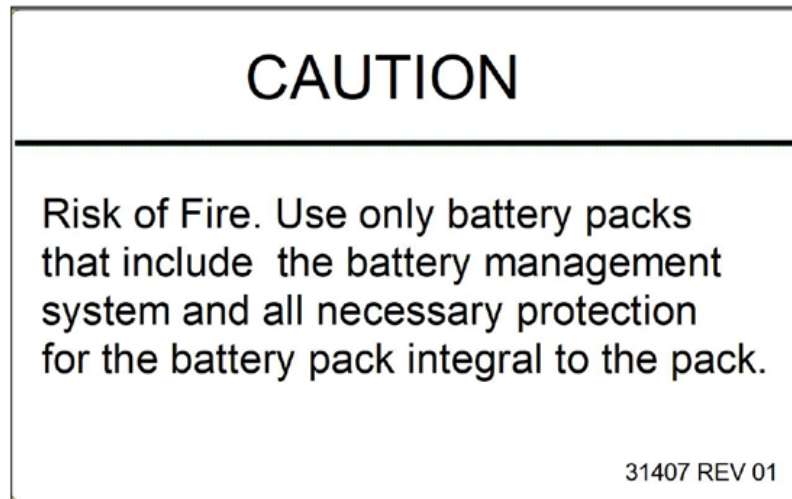 CAUTION
Risk of Fire. Use only battery packs
that include  the battery management
system and all necessary protection
for the battery pack integral to the pack.
31407 REV 01